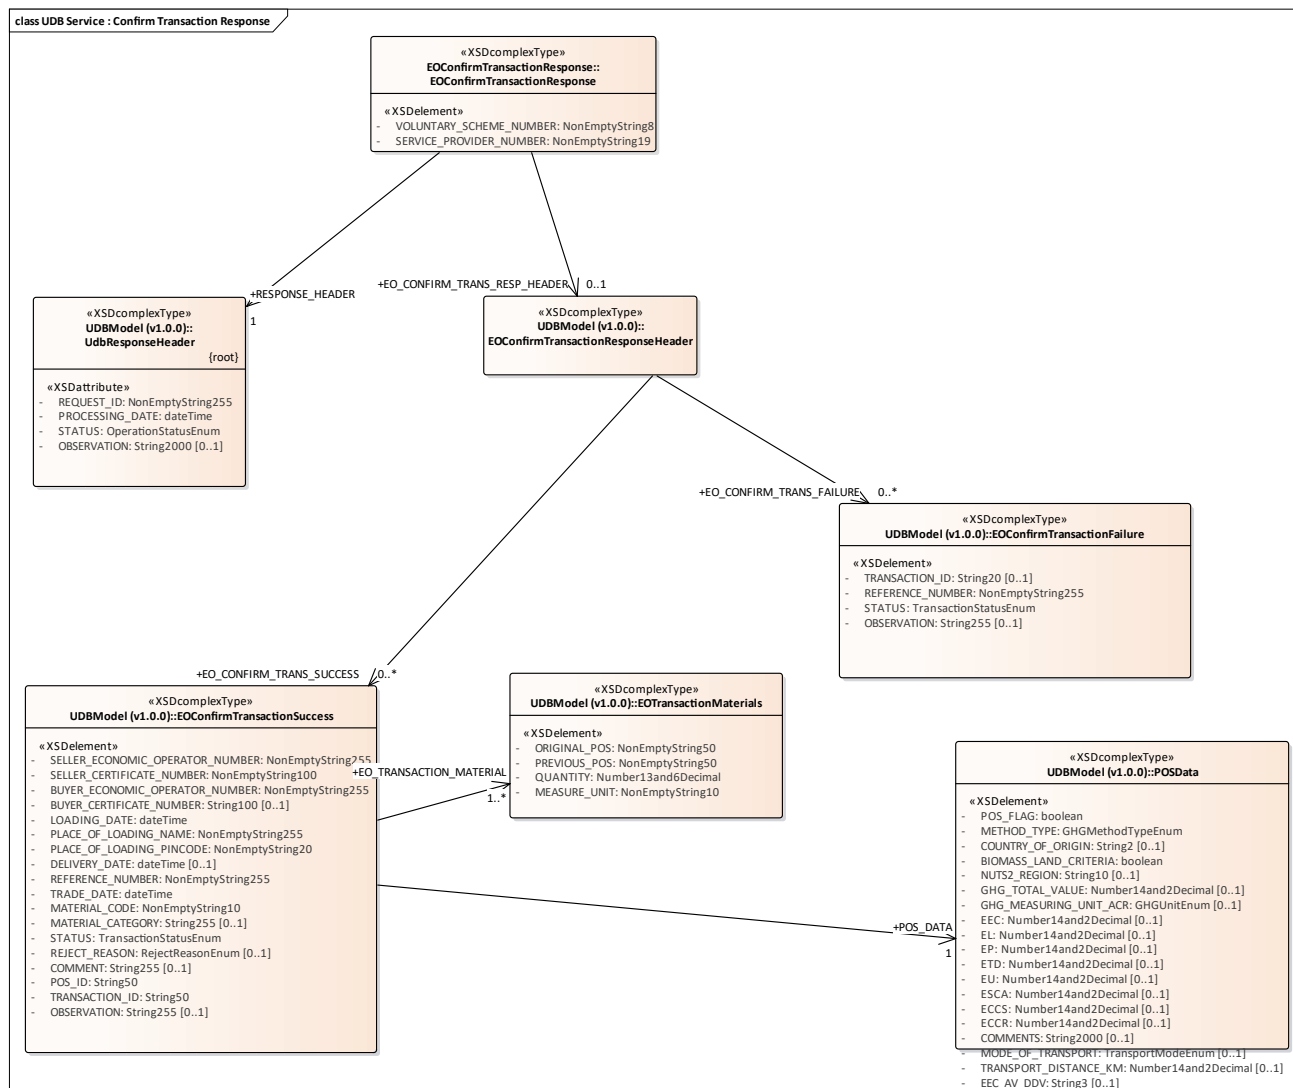 class UDB Service : Confirm Transaction Response
«XSDcomplexType»
EOConfirmTransactionResponse::
EOConfirmTransactionResponse
«XSDelement»
- VOLUNTARY_SCHEME_NUMBER: NonEmptyString8
- SERVICE_PROVIDER_NUMBER: NonEmptyString19
+RESPONSE_HEADER
1
+EO_CONFIRM_TRANS_RESP_HEADER
0..1
«XSDcomplexType»
UDBModel (v1.0.0)::
UdbResponseHeader
{root}
«XSDattribute»
- REQUEST_ID: NonEmptyString255
- PROCESSING_DATE: dateTime
- STATUS: OperationStatusEnum
- OBSERVATION: String2000 [0..1]
«XSDcomplexType»
UDBModel (v1.0.0)::
EOConfirmTransactionResponseHeader
+EO_CONFIRM_TRANS_FAILURE
0..*
«XSDcomplexType»
UDBModel (v1.0.0)::EOConfirmTransactionFailure
«XSDelement»
- TRANSACTION_ID: String20 [0..1]
- REFERENCE_NUMBER: NonEmptyString255
- STATUS: TransactionStatusEnum
- OBSERVATION: String255 [0..1]
+EO_CONFIRM_TRANS_SUCCESS
0..*
«XSDcomplexType»
UDBModel (v1.0.0)::EOConfirmTransactionSuccess
«XSDelement»
- SELLER_ECONOMIC_OPERATOR_NUMBER: NonEmptyString255
- SELLER_CERTIFICATE_NUMBER: NonEmptyString100
- BUYER_ECONOMIC_OPERATOR_NUMBER: NonEmptyString255
- BUYER_CERTIFICATE_NUMBER: String100 [0..1]
- LOADING_DATE: dateTime
- PLACE_OF_LOADING_NAME: NonEmptyString255
- PLACE_OF_LOADING_PINCODE: NonEmptyString20
- DELIVERY_DATE: dateTime [0..1]
- REFERENCE_NUMBER: NonEmptyString255
- TRADE_DATE: dateTime
- MATERIAL_CODE: NonEmptyString10
- MATERIAL_CATEGORY: String255 [0..1]
- STATUS: TransactionStatusEnum
- REJECT_REASON: RejectReasonEnum [0..1]
- COMMENT: String255 [0..1]
- POS_ID: String50
- TRANSACTION_ID: String50
- OBSERVATION: String255 [0..1]
+EO_TRANSACTION_MATERIAL
1..*
«XSDcomplexType»
UDBModel (v1.0.0)::EOTransactionMaterials
«XSDelement»
- ORIGINAL_POS: NonEmptyString50
- PREVIOUS_POS: NonEmptyString50
- QUANTITY: Number13and6Decimal
- MEASURE_UNIT: NonEmptyString10
+POS_DATA
1
«XSDcomplexType»
UDBModel (v1.0.0)::POSData
«XSDelement»
- POS_FLAG: boolean
- METHOD_TYPE: GHGMethodTypeEnum
- COUNTRY_OF_ORIGIN: String2 [0..1]
- BIOMASS_LAND_CRITERIA: boolean
- NUTS2_REGION: String10 [0..1]
- GHG_TOTAL_VALUE: Number14and2Decimal [0..1]
- GHG_MEASURING_UNIT_ACR: GHGUnitEnum [0..1]
- EEC: Number14and2Decimal [0..1]
- EL: Number14and2Decimal [0..1]
- EP: Number14and2Decimal [0..1]
- ETD: Number14and2Decimal [0..1]
- EU: Number14and2Decimal [0..1]
- ESCA: Number14and2Decimal [0..1]
- ECCS: Number14and2Decimal [0..1]
- ECCR: Number14and2Decimal [0..1]
- COMMENTS: String2000 [0..1]
- MODE_OF_TRANSPORT: TransportModeEnum [0..1]
- TRANSPORT_DISTANCE_KM: Number14and2Decimal [0..1]
- EEC_AV_DDV: String3 [0..1]